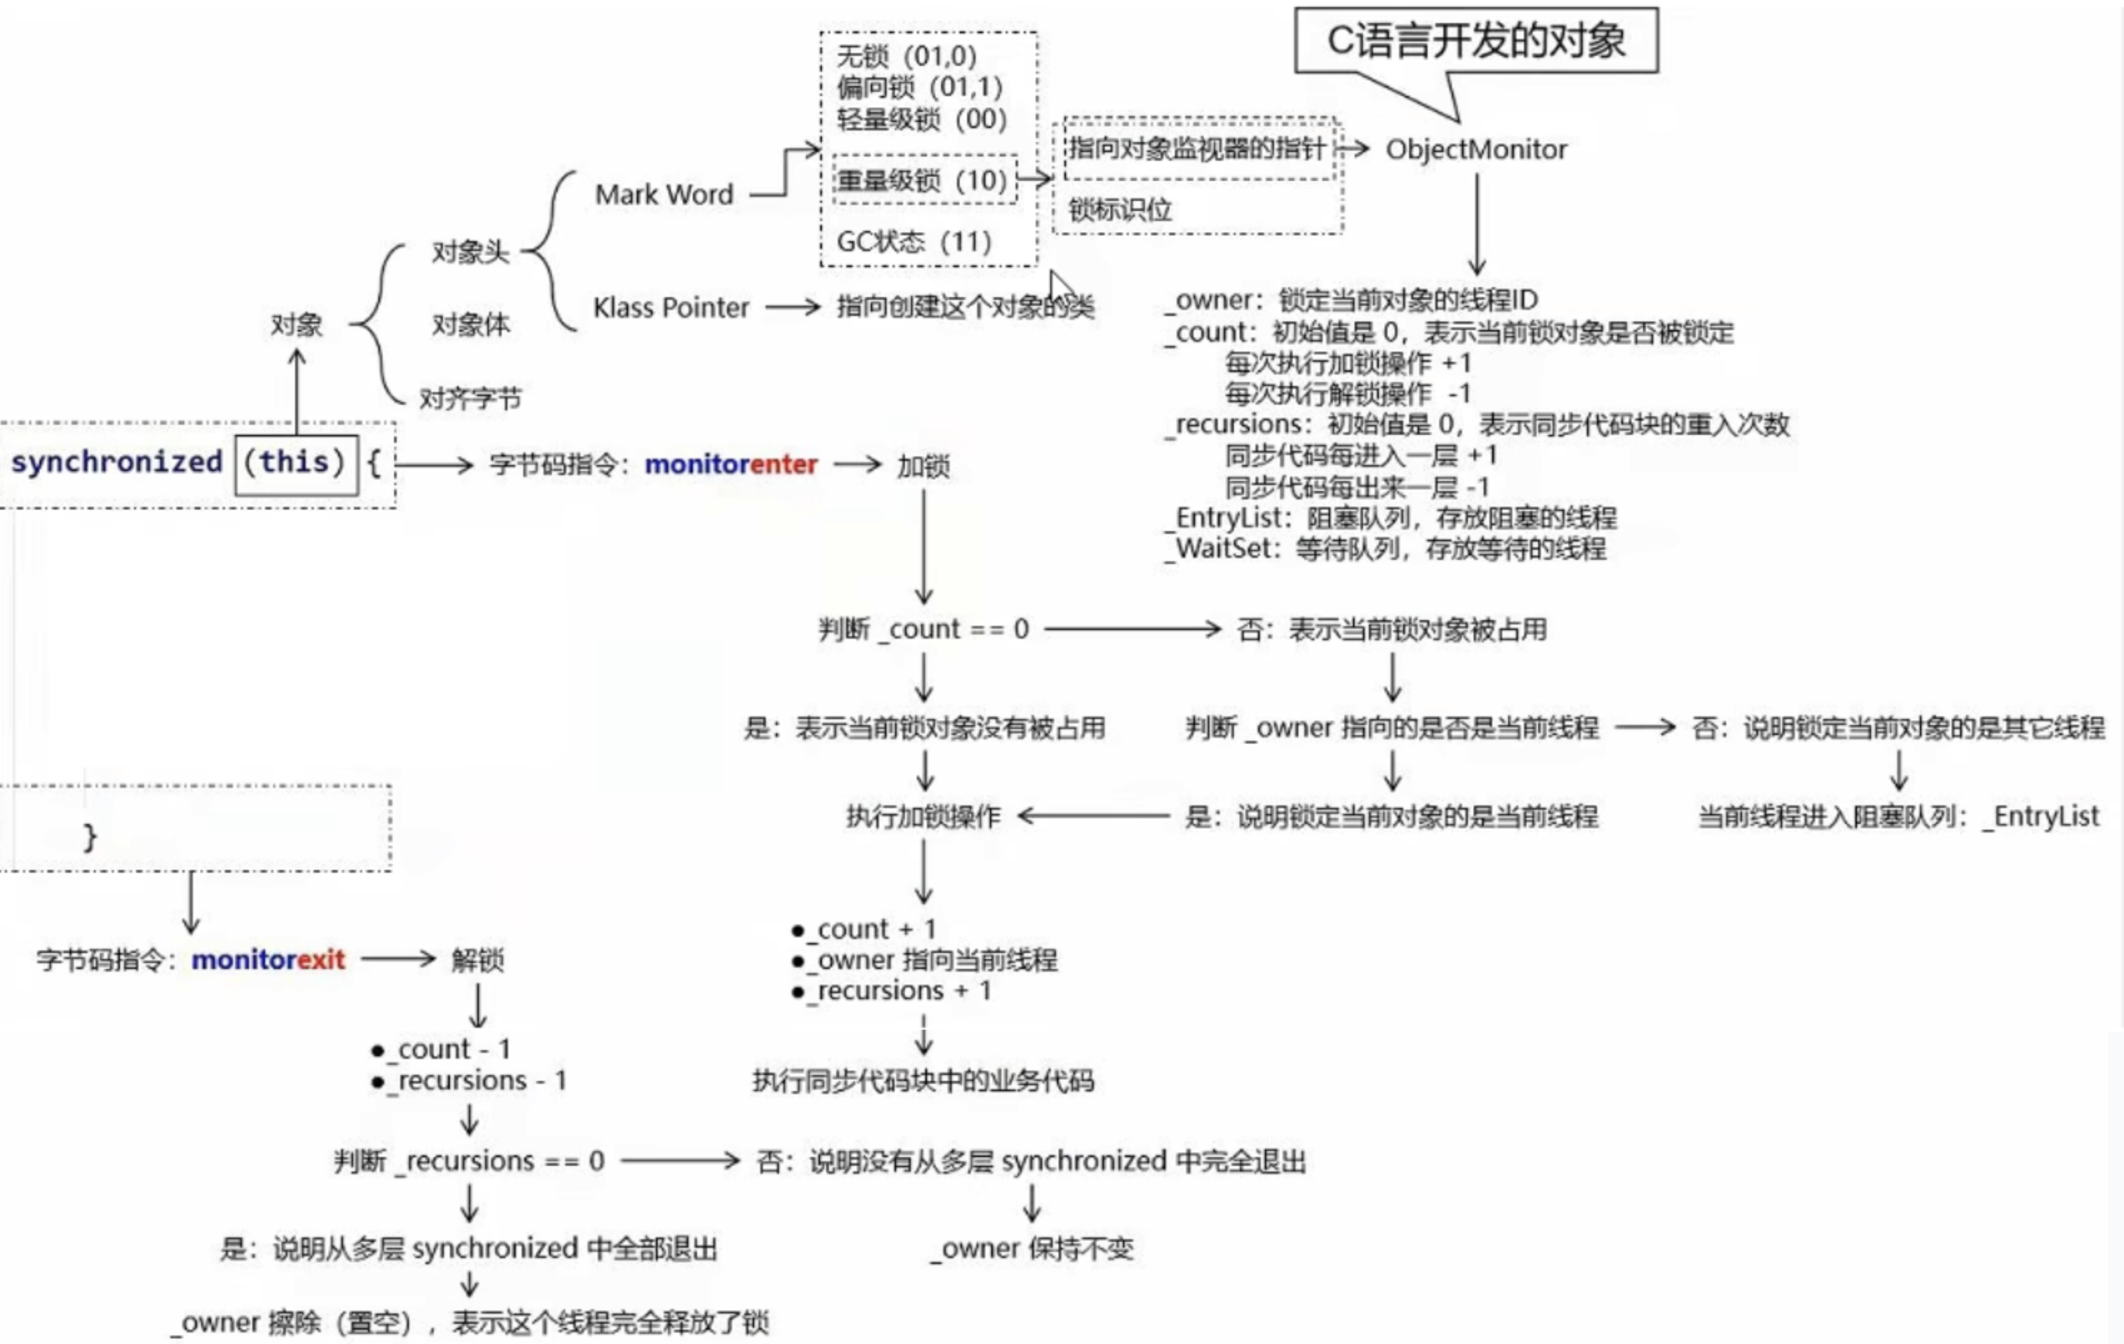 C语言开发的对象
无锁（01,0）
偏向锁（01,1）
轻量级锁（00）
重量级锁（10）
GC状态（11）
指向对象监视器的指针
锁标识位
ObjectMonitor
Mark Word
对象头
Klass Pointer
指向创建这个对象的类
对象
对象体
对齐字节
_owner：锁定当前对象的线程ID
_count：初始值是 0，表示当前锁对象是否被锁定
每次执行加锁操作 +1
每次执行解锁操作 -1
_recursions：初始值是 0，表示同步代码块的重入次数
同步代码每进入一层 +1
同步代码每出来一层 -1
_EntryList：阻塞队列，存放阻塞的线程
_WaitSet：等待队列，存放等待的线程
synchronized (this) {
字节码指令：monitorenter
加锁
判断 _count == 0
否：表示当前锁对象被占用
是：表示当前锁对象没有被占用
判断 _owner 指向的是否是当前线程
否：说明锁定当前对象的是其它线程
执行加锁操作
是：说明锁定当前对象的是当前线程
当前线程进入阻塞队列：_EntryList
}
●_count + 1
●_owner 指向当前线程
●_recursions + 1
执行同步代码块中的业务代码
字节码指令：monitorexit
解锁
●_count - 1
●_recursions - 1
判断 _recursions == 0
否：说明没有从多层 synchronized 中完全退出
是：说明从多层 synchronized 中全部退出
_owner 保持不变
_owner 擦除（置空），表示这个线程完全释放了锁